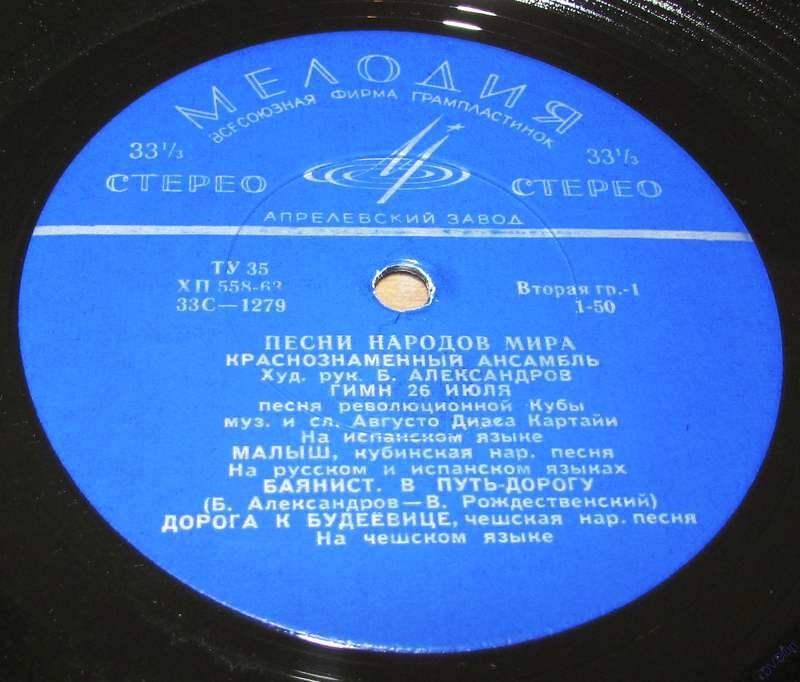 МЕЛОДИЯ
ВСЕСОЮЗНАЯ ФИРМА ГРАМПЛАСТИНОК
33⅓ 33⅓
СТЕРЕО СТЕРЕО
АПРЕЛЕВСКИЙ ЗАВОД
ТУ 35
ХП 558-63 Вторая гр.-1
33С—1279 1-50
ПЕСНИ НАРОДОВ МИРА
КРАСНОЗНАМЕННЫЙ АНСАМБЛЬ
Худ. рук. Б. АЛЕКСАНДРОВ
ГИМН 26 ИЮЛЯ
песня революционной Кубы
муз. и сл. Августо Диаса Картайи
На испанском языке
МАЛЫШ, кубинская нар. песня
На русском и испанском языках
БАЯНИСТ. В ПУТЬ-ДОРОГУ
(Б. Александров—В. Рождественский)
ДОРОГА К БУДЕЁВИЦЕ, чешская нар. песня
На чешском языке